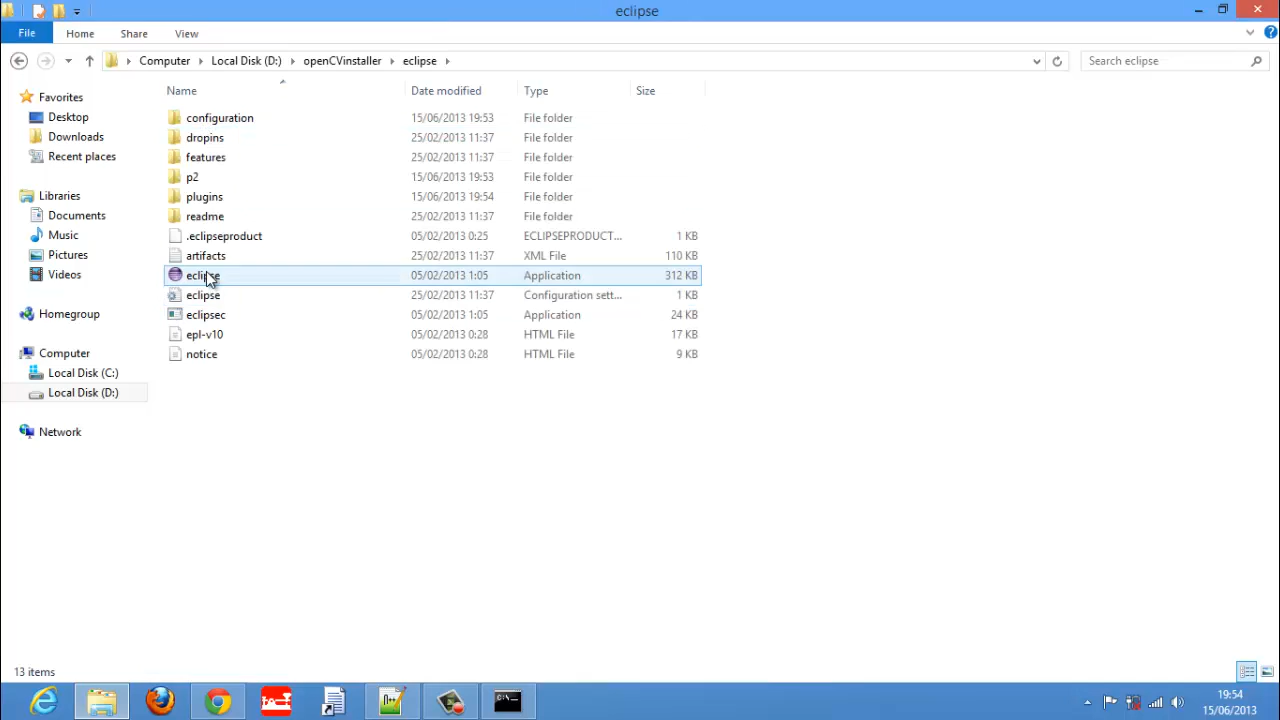 eclipse
File Home Share View
Computer Local Disk (D:) openCVinstaller eclipse Search eclipse
Name Date modified Type Size
Favorites
Desktop
Downloads
Recent places
Libraries
Documents
Music
Pictures
Videos
Homegroup
Computer
Local Disk (C:)
Local Disk (D:)
Network
configuration 15/06/2013 19:53 File folder
dropins 25/02/2013 11:37 File folder
features 25/02/2013 11:37 File folder
p2 15/06/2013 19:53 File folder
plugins 15/06/2013 19:54 File folder
readme 25/02/2013 11:37 File folder
.eclipseproduct 05/02/2013 0:25 ECLIPSEPRODUCT... 1 KB
artifacts 25/02/2013 11:37 XML File 110 KB
eclipse 05/02/2013 1:05 Application 312 KB
eclipse 25/02/2013 11:37 Configuration sett... 1 KB
eclipsec 05/02/2013 1:05 Application 24 KB
epl-v10 05/02/2013 0:28 HTML File 17 KB
notice 05/02/2013 0:28 HTML File 9 KB
13 items
19:54
15/06/2013